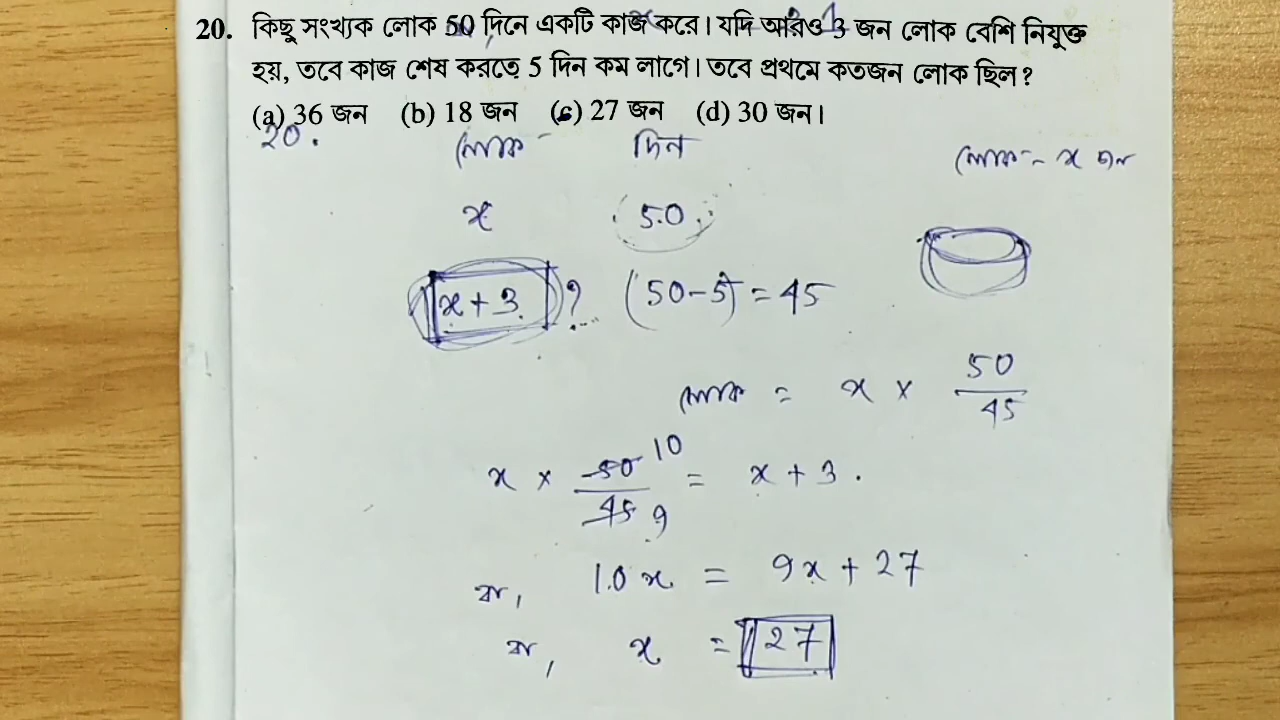 20. কিছু সংখ্যক লোক 50 দিনে একটি কাজ করে। যদি আরও 3 জন লোক বেশি নিযুক্ত
হয়, তবে কাজ শেষ করতে 5 দিন কম লাগে। তবে প্রথমে কতজন লোক ছিল?
(a) 36 জন (b) 18 জন (c) 27 জন (d) 30 জন।
20. লোক দিন লোক = x জন
x 50
x + 3 ? (50-5) = 45
লোক = x × 50/45
x × 50/45 10 9 = x + 3.
বা, 10x = 9x + 27
বা, x = 27